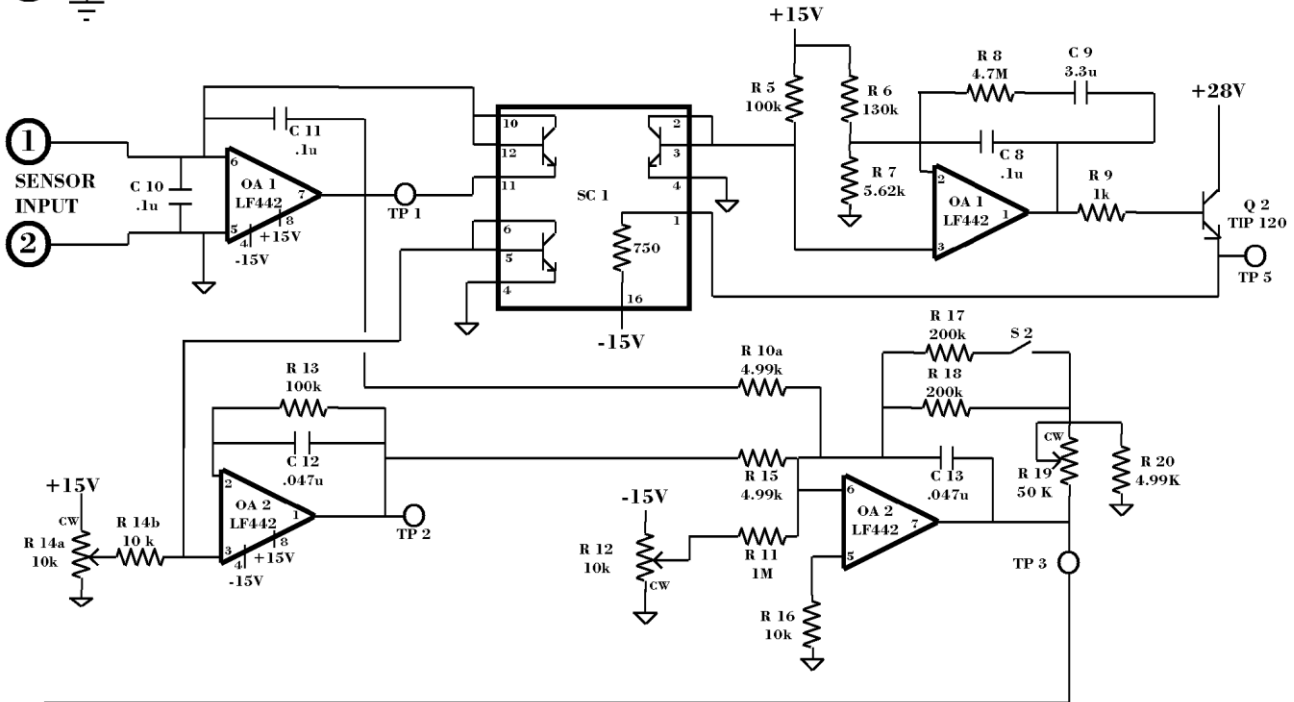 +15V
R 5
100k
R 6
130k
R 7
5.62k
R 8
4.7M
C 9
3.3u
C 8
.1u
+28V
2
OA 1
LF442
1
3
R 9
1k
Q 2
TIP 120
TP 5
1
SENSOR
INPUT
2
C 10
.1u
C 11
.1u
6
OA 1
LF442
7
8
+15V
5
4
-15V
TP 1
10
12
11
6
5
4
SC 1
2
3
4
1
750
16
-15V
R 13
100k
C 12
.047u
2
OA 2
LF442
1
8
+15V
3
4
-15V
TP 2
+15V
CW
R 14a
10k
R 14b
10 k
R 10a
4.99k
R 15
4.99k
-15V
R 12
10k
CW
R 11
1M
R 16
10k
6
OA 2
LF442
7
5
R 17
200k
S 2
R 18
200k
C 13
.047u
CW
R 19
50 K
R 20
4.99K
TP 3